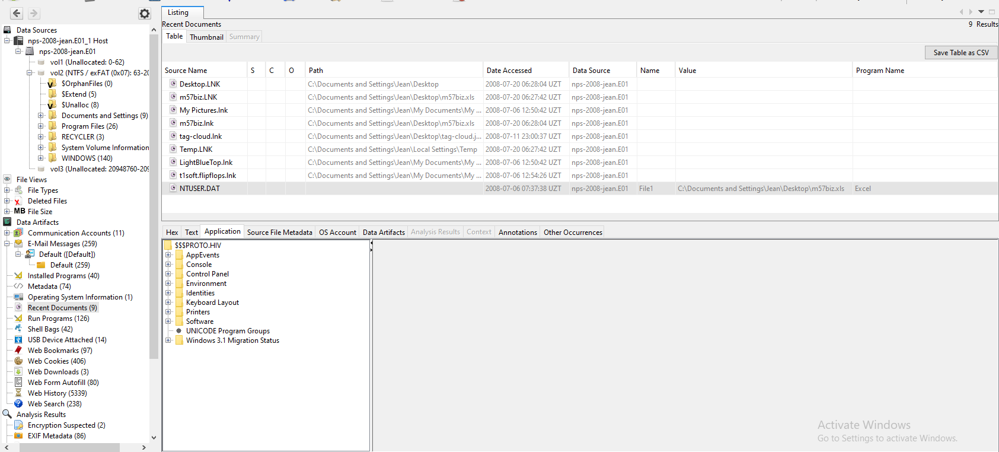 Listing
Recent Documents
9 Results
Table Thumbnail Summary
Save Table as CSV
Source Name S C O Path Date Accessed Data Source Name Value Program Name
Desktop.LNK C:\Documents and Settings\Jean\Desktop 2008-07-20 06:28:04 UZT nps-2008-jean.E01
m57biz.LNK C:\Documents and Settings\Jean\Desktop\m57biz.xls 2008-07-20 06:27:42 UZT nps-2008-jean.E01
My Pictures.lnk C:\Documents and Settings\Jean\My Documents\My ... 2008-07-06 12:50:42 UZT nps-2008-jean.E01
m57biz.lnk C:\Documents and Settings\Jean\Desktop\m57biz.xls 2008-07-20 06:28:04 UZT nps-2008-jean.E01
tag-cloud.lnk C:\Documents and Settings\Jean\Desktop\tag-cloud.j... 2008-07-11 23:00:37 UZT nps-2008-jean.E01
Temp.LNK C:\Documents and Settings\Jean\Local Settings\Temp 2008-07-20 06:27:42 UZT nps-2008-jean.E01
LightBlueTop.lnk C:\Documents and Settings\Jean\My Documents\My ... 2008-07-06 12:50:42 UZT nps-2008-jean.E01
t1soft.flipflops.lnk C:\Documents and Settings\Jean\My Documents\My ... 2008-07-06 12:54:26 UZT nps-2008-jean.E01
NTUSER.DAT 2008-07-06 07:37:38 UZT nps-2008-jean.E01 File1 C:\Documents and Settings\Jean\Desktop\m57biz.xls Excel
Data Sources
nps-2008-jean.E01_1 Host
nps-2008-jean.E01
vol1 (Unallocated: 0-62)
vol2 (NTFS / exFAT (0x07): 63-20
$OrphanFiles (0)
$Extend (5)
$Unalloc (8)
Documents and Settings (9)
Program Files (26)
RECYCLER (3)
System Volume Information
WINDOWS (140)
vol3 (Unallocated: 20948760-209
File Views
File Types
Deleted Files
MB File Size
Data Artifacts
Communication Accounts (11)
E-Mail Messages (259)
Default ([Default])
Default (259)
Installed Programs (40)
Metadata (74)
Operating System Information (1)
Recent Documents (9)
Run Programs (126)
Shell Bags (42)
USB Device Attached (14)
Web Bookmarks (97)
Web Cookies (406)
Web Downloads (3)
Web Form Autofill (80)
Web History (5339)
Web Search (238)
Analysis Results
Encryption Suspected (2)
EXIF Metadata (86)
Hex Text Application Source File Metadata OS Account Data Artifacts Analysis Results Context Annotations Other Occurrences
$$$PROTO.HIV
AppEvents
Console
Control Panel
Environment
Identities
Keyboard Layout
Printers
Software
UNICODE Program Groups
Windows 3.1 Migration Status
Activate Windows
Go to Settings to activate Windows.